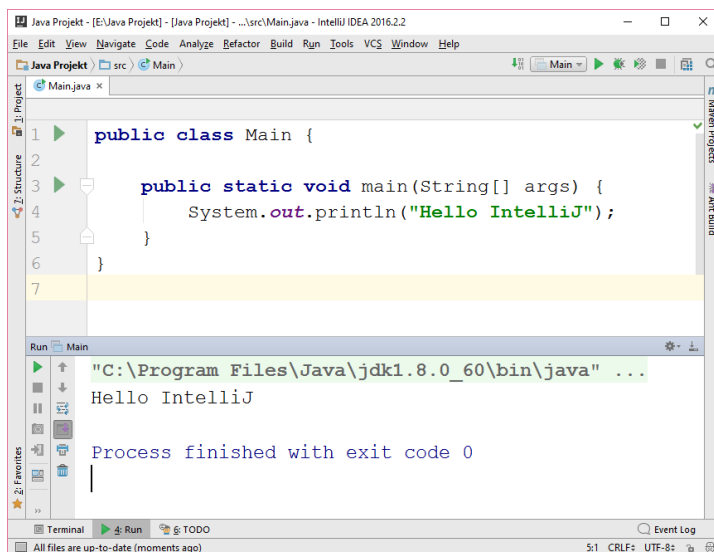 Java Projekt - [E:\Java Projekt] - [Java Projekt] - ...\src\Main.java - IntelliJ IDEA 2016.2.2
File Edit View Navigate Code Analyze Refactor Build Run Tools VCS Window Help
Java Projekt src Main Main
1: Project
Z: Structure
2: Favorites
Main.java ×
1 public class Main {
2
3 public static void main(String[] args) {
4 System.out.println("Hello IntelliJ");
5 }
6 }
7
Maven Projects
Ant Build
Run Main
"C:\Program Files\Java\jdk1.8.0_60\bin\java" ...
Hello IntelliJ
Process finished with exit code 0
Terminal 4: Run 6: TODO Event Log
All files are up-to-date (moments ago) 5:1 CRLF UTF-8